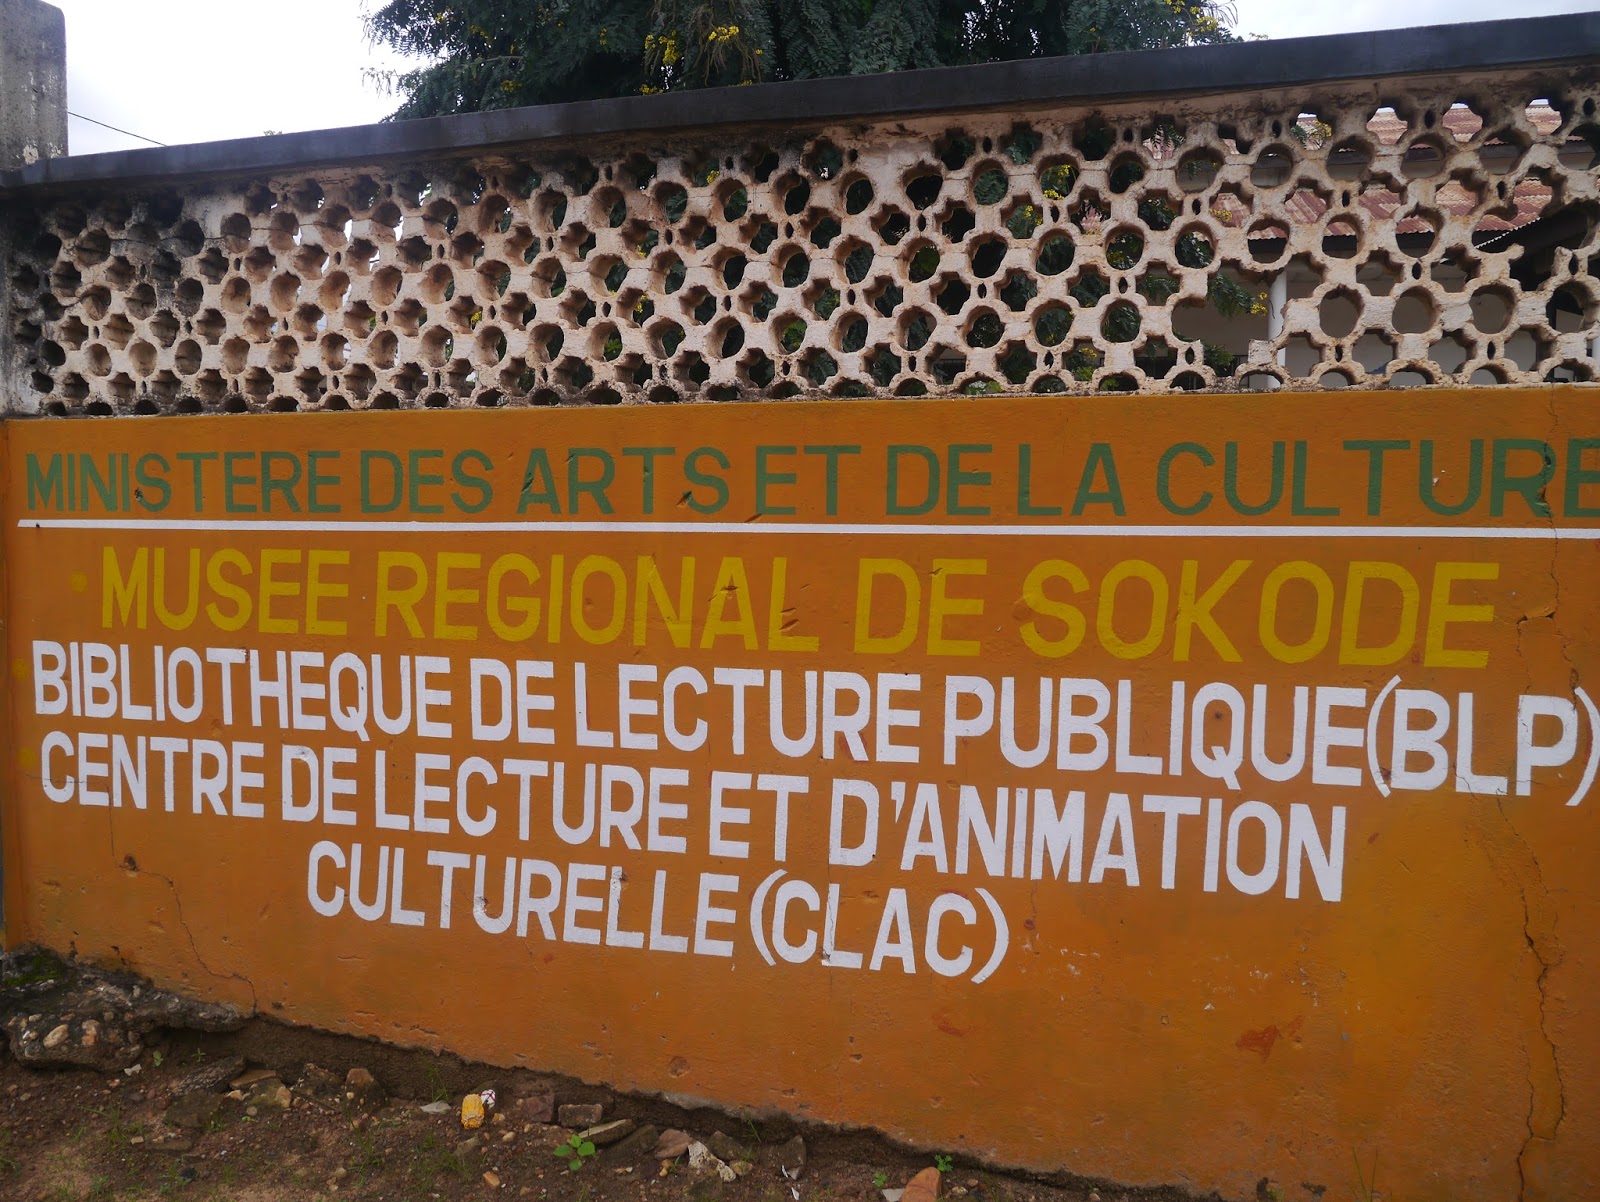 MINISTERE DES ARTS ET DE LA CULTURE
MUSEE REGIONAL DE SOKODE
BIBLIOTHEQUE DE LECTURE PUBLIQUE(BLP)
CENTRE DE LECTURE ET D'ANIMATION
CULTURELLE(CLAC)